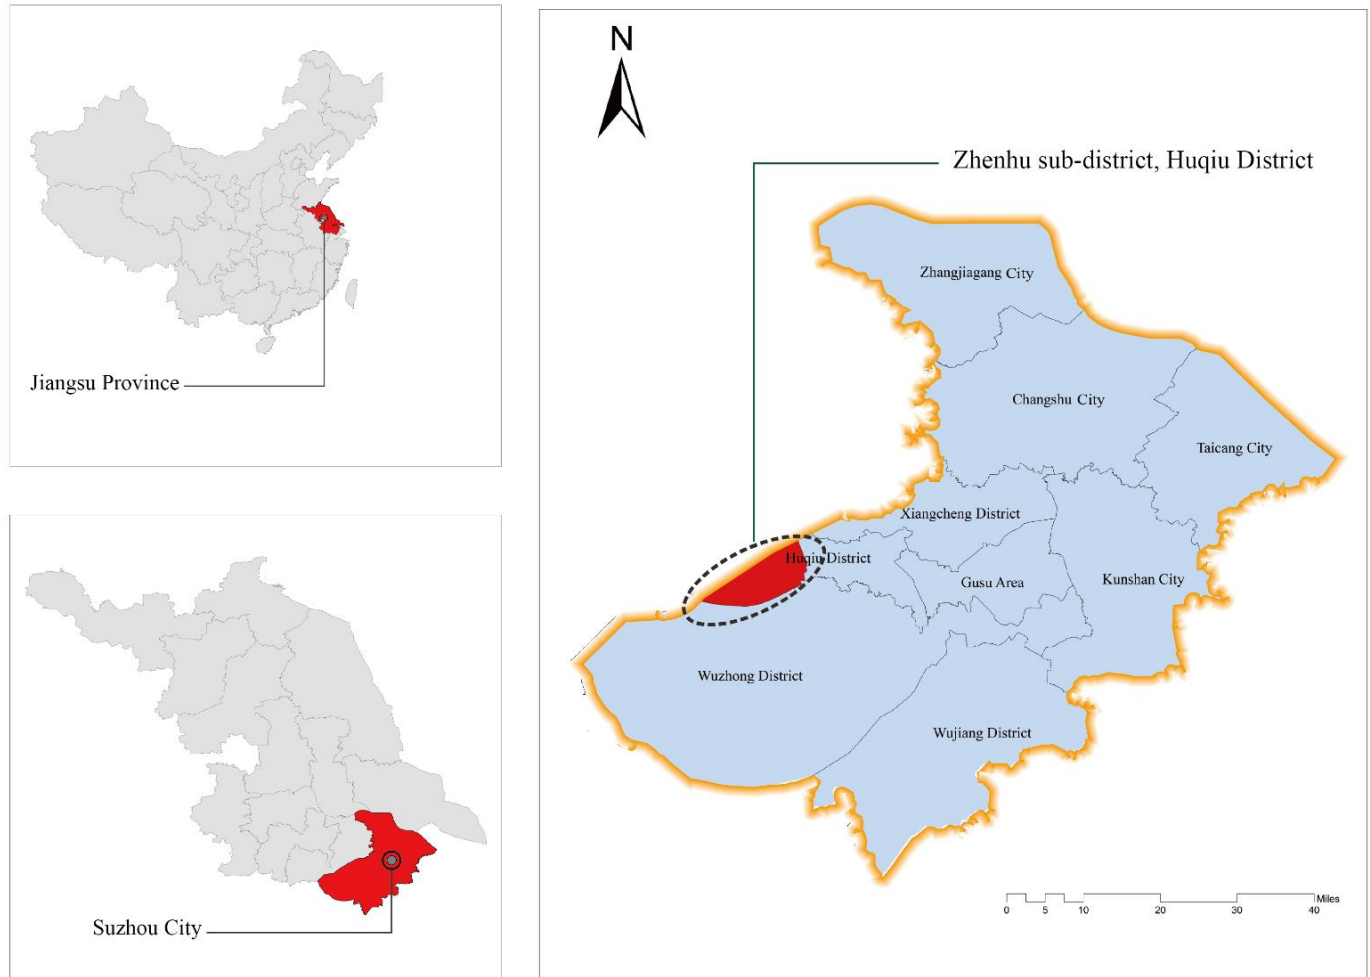 Jiangsu Province
Suzhou City
N
Zhenhu sub-district, Huqiu District
Zhangjiagang City
Changshu City
Taicang City
Xiangcheng District
Huqiu District
Gusu Area
Kunshan City
Wuzhong District
Wujiang District
Miles
0 5 10 20 30 40